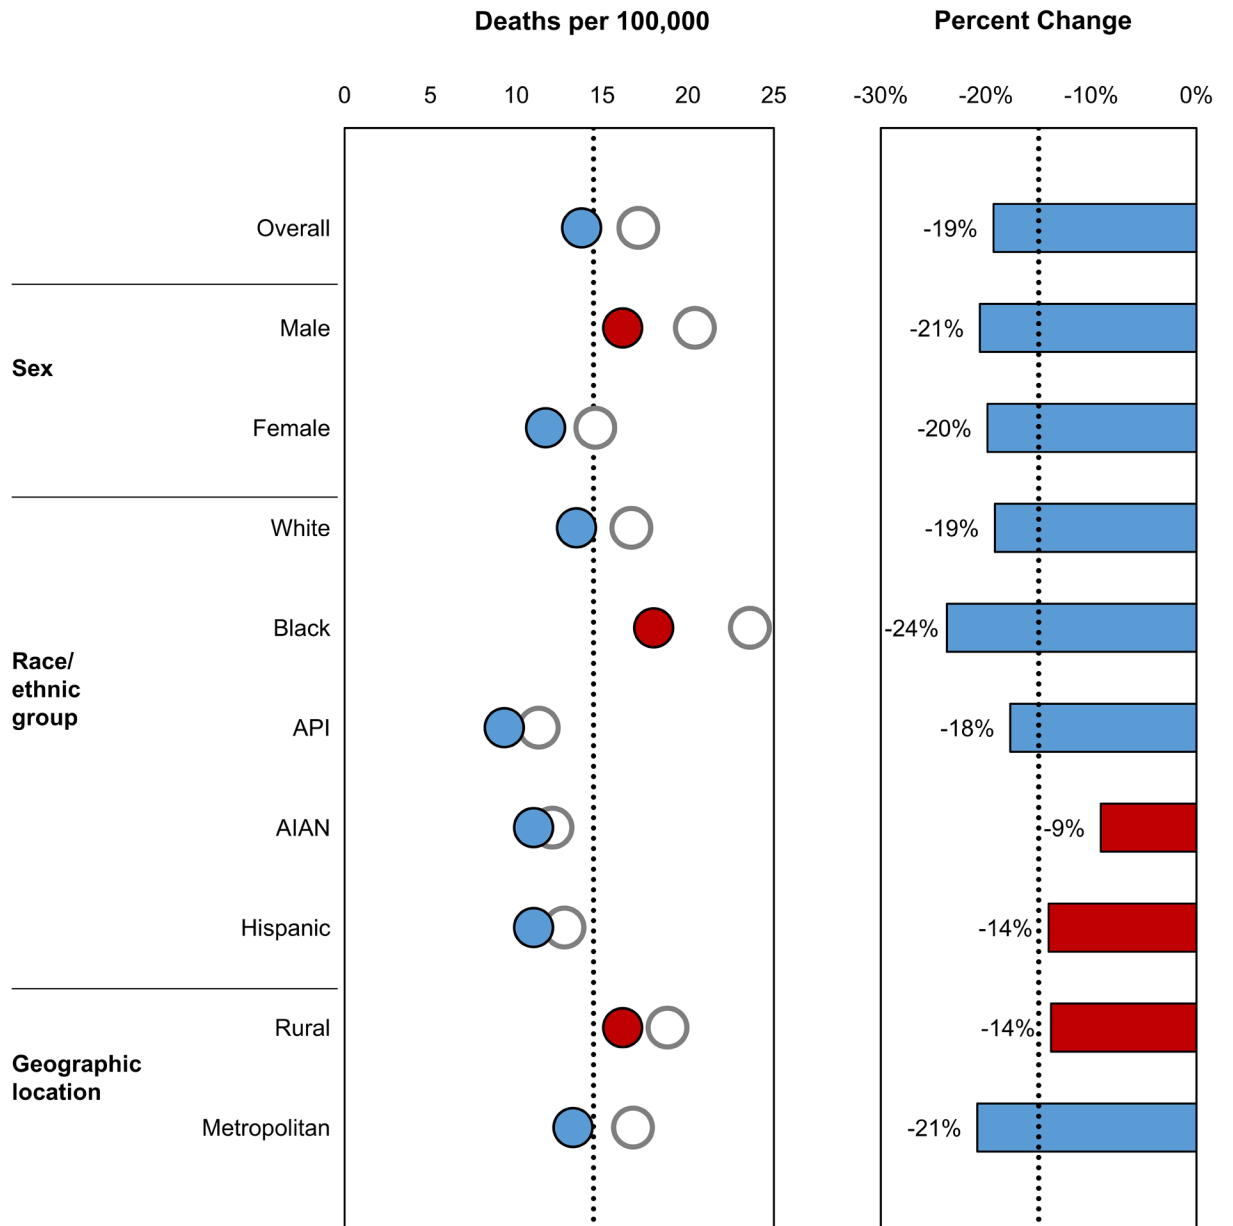 Deaths per 100,000
Percent Change
0 5 10 15 20 25
-30% -20% -10% 0%
Overall
-19%
Sex
Male
-21%
Female
-20%
Race/
ethnic
group
White
-19%
Black
-24%
API
-18%
AIAN
-9%
Hispanic
-14%
Geographic
location
Rural
-14%
Metropolitan
-21%